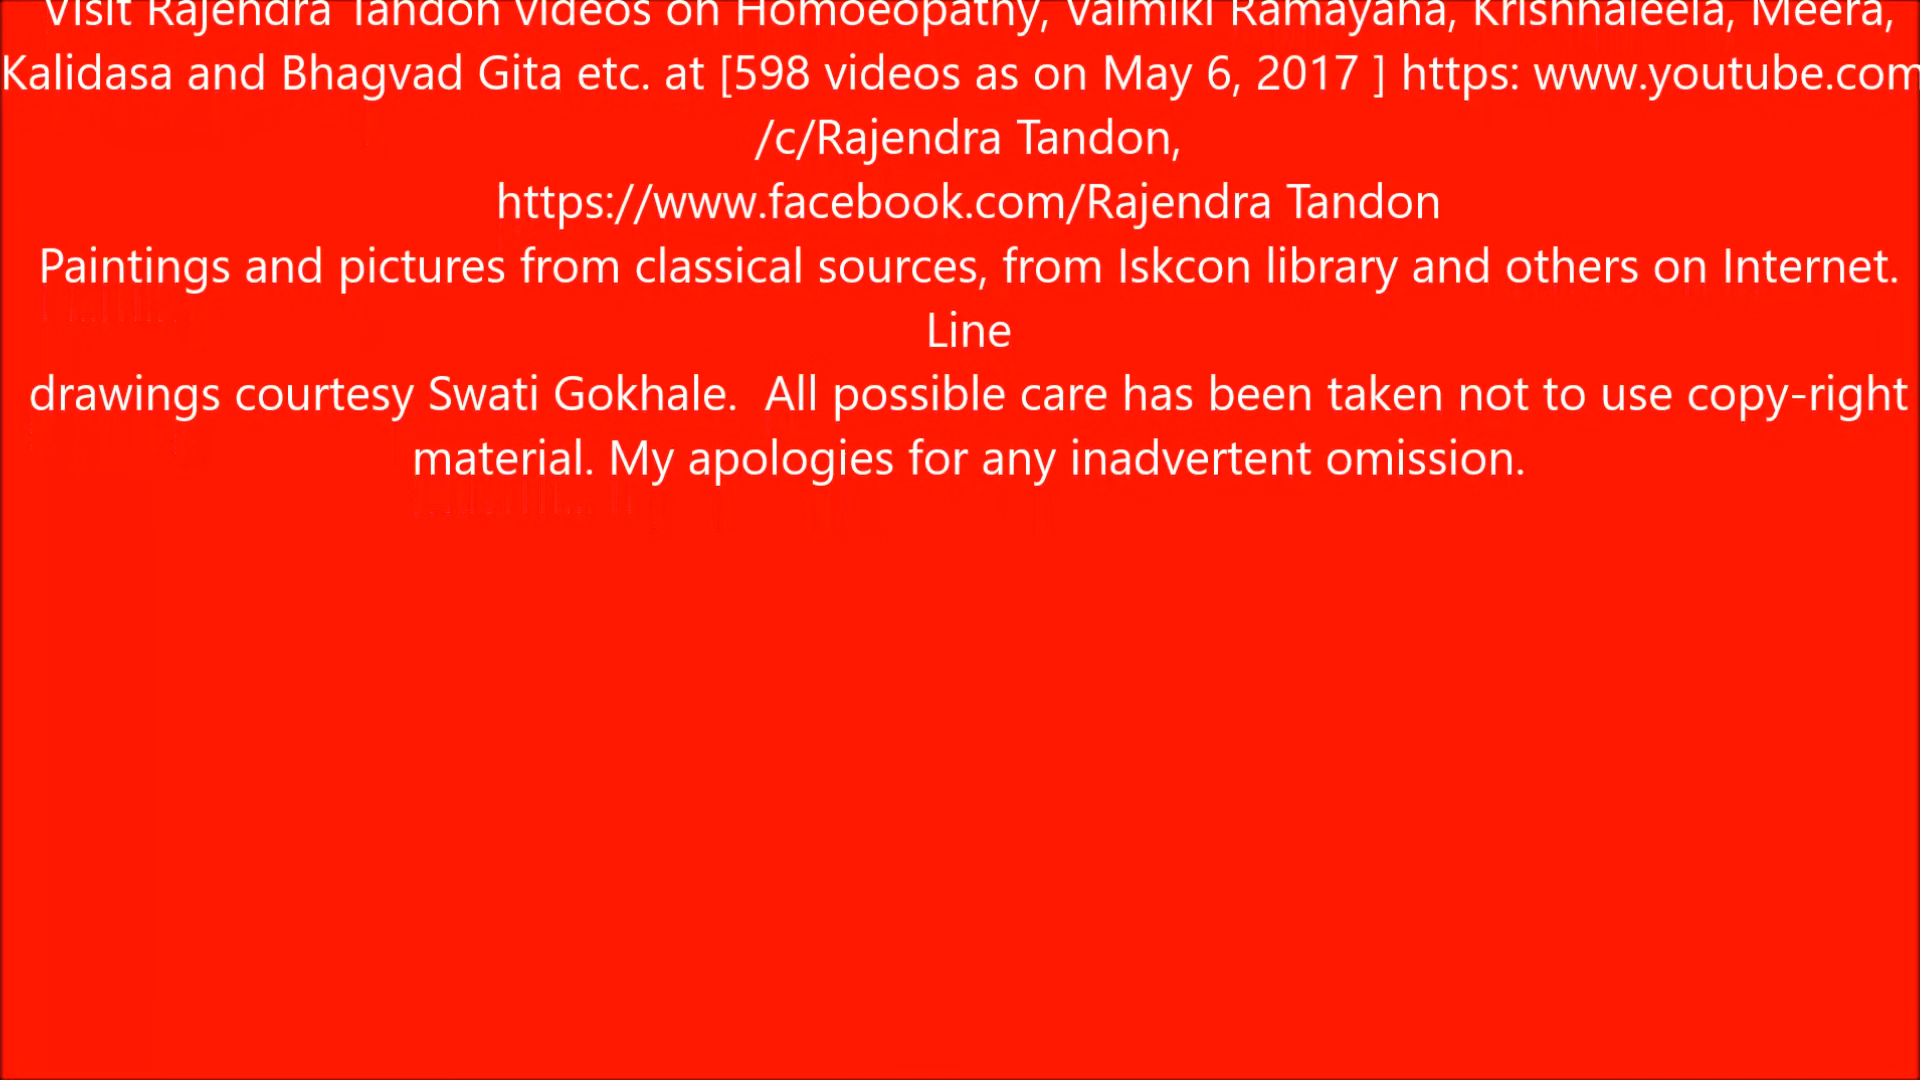 Visit Rajendra Tandon videos on Homoeopathy, Valmiki Ramayana, Krishnaleela, Meera,
Kalidasa and Bhagvad Gita etc. at [598 videos as on May 6, 2017 ] https: www.youtube.com
/c/Rajendra Tandon,
https://www.facebook.com/Rajendra Tandon
Paintings and pictures from classical sources, from Iskcon library and others on Internet.
Line
drawings courtesy Swati Gokhale.  All possible care has been taken not to use copy-right
material. My apologies for any inadvertent omission.